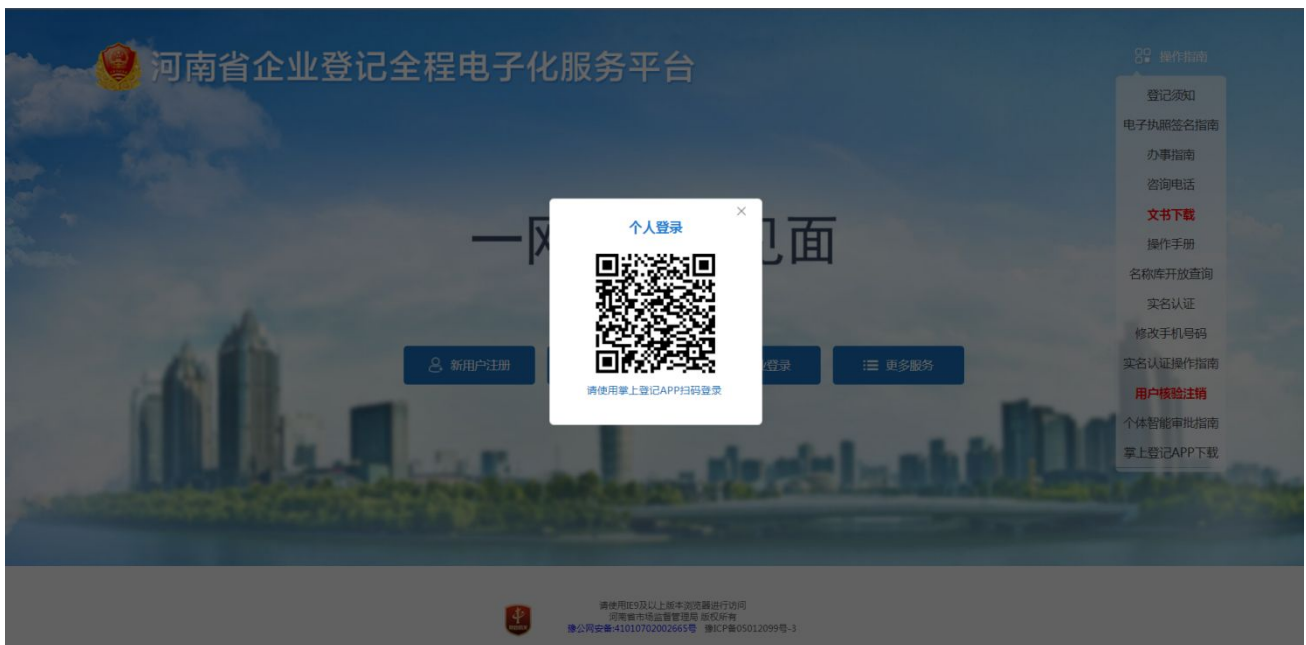 河南省企业登记全程电子化服务平台
操作指南
登记须知
电子执照签名指南
办事指南
咨询电话
文书下载
操作手册
名称库开放查询
实名认证
修改手机号码
实名认证操作指南
用户核验注销
个体智能审批指南
掌上登记APP下载
一网
见面
个人登录
请使用掌上登记APP扫码登录
新用户注册
业登录
更多服务
请使用IE9及以上版本浏览器进行访问
河南省市场监督管理局 版权所有
豫公网安备:41010702002665号 豫ICP备05012099号-3